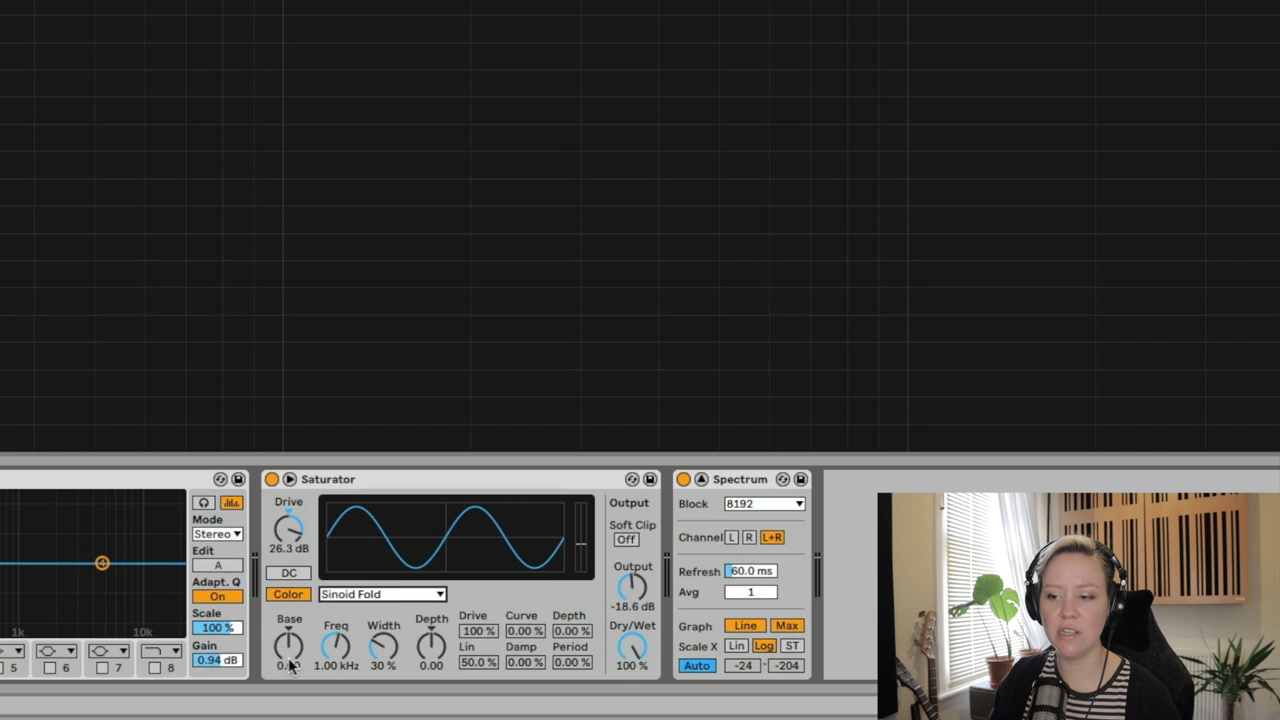 Mode
Stereo
Edit
A
Adapt. Q
On
Scale
100 %
Gain
0.94 dB
1k
10k
5
6
7
8
4
Saturator
Drive
26.3 dB
DC
Color
Sinoid Fold
Base
Freq
1.00 kHz
Width
30 %
Depth
0.00
Drive
100 %
Curve
0.00 %
Depth
0.00 %
Lin
50.0 %
Damp
0.00 %
Period
0.00 %
Output
Soft Clip
Off
Output
-18.6 dB
Dry/Wet
100 %
Spectrum
Block
8192
Channel
L
R
L+R
Refresh
60.0 ms
Avg
1
Graph
Line
Max
Scale X
Lin
Log
ST
Auto
-24
-
-204